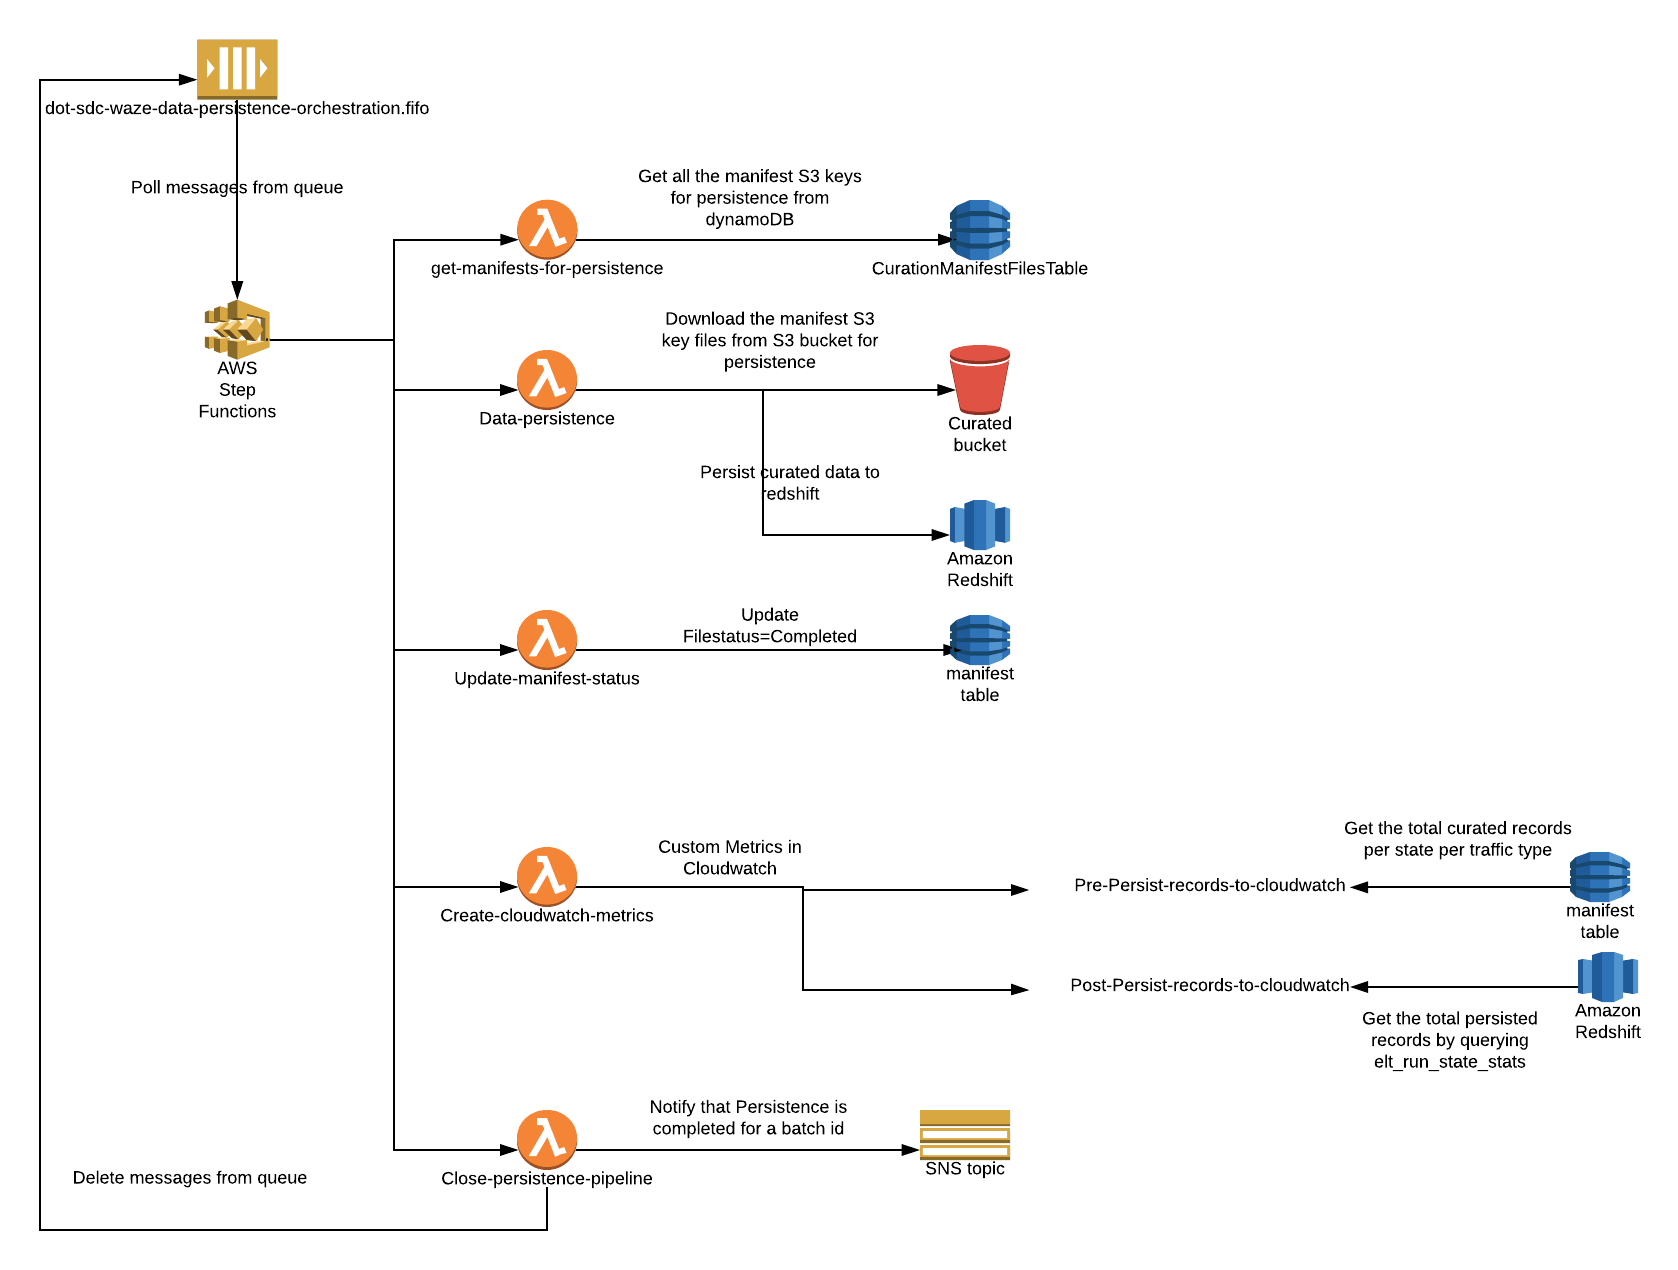 dot-sdc-waze-data-persistence-orchestration.fifo
Poll messages from queue
AWS
Step
Functions
Get all the manifest S3 keys
for persistence from
dynamoDB
get-manifests-for-persistence
CurationManifestFilesTable
Download the manifest S3
key files from S3 bucket for
persistence
Data-persistence
Curated
bucket
Persist curated data to
redshift
Amazon
Redshift
Update
Filestatus=Completed
Update-manifest-status
manifest
table
Custom Metrics in
Cloudwatch
Create-cloudwatch-metrics
Pre-Persist-records-to-cloudwatch
Get the total curated records
per state per traffic type
manifest
table
Post-Persist-records-to-cloudwatch
Amazon
Redshift
Get the total persisted
records by querying
elt_run_state_stats
Notify that Persistence is
completed for a batch id
Close-persistence-pipeline
SNS topic
Delete messages from queue